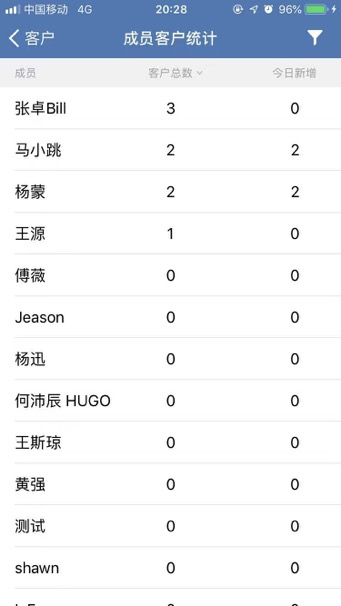 中国移动 4G 20:28 96%
客户 成员客户统计
成员 客户总数 今日新增
张卓Bill 3 0
马小跳 2 2
杨蒙 2 2
王源 1 0
傅薇 0 0
Jeason 0 0
杨迅 0 0
何沛辰 HUGO 0 0
王斯琼 0 0
黄强 0 0
测试 0 0
shawn 0 0